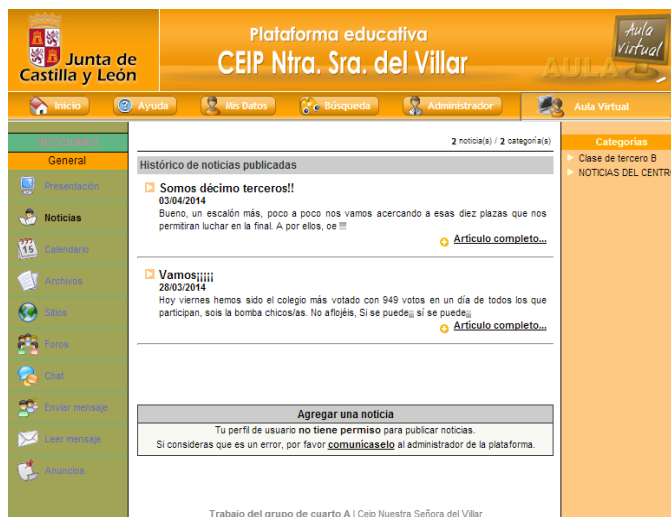 Junta de
Castilla y León
Plataforma educativa
CEIP Ntra. Sra. del Villar
Aula
Virtual
AULA
Inicio
Ayuda
Mis Datos
Búsqueda
Administrador
Aula Virtual
SECCIONES
General
Presentación
Noticias
Calendario
Archivos
Sitios
Foros
Chat
Enviar mensaje
Leer mensaje
Anuncios
2 noticia(s) / 2 categoría(s)
Histórico de noticias publicadas
Somos décimo terceros!!
03/04/2014
Bueno, un escalón más, poco a poco nos vamos acercando a esas diez plazas que nos
permitiran luchar en la final. A por ellos, oe
Artículo completo...
Vamos¡¡¡¡¡
28/03/2014
Hoy viernes hemos sido el colegio más votado con 949 votos en un día de todos los que
participan, sois la bomba chicos/as. No aflojéis, Si se puede¡¡ sí se puede¡¡
Artículo completo...
Agregar una noticia
Tu perfil de usuario no tiene permiso para publicar noticias.
Si consideras que es un error, por favor comunicaselo al administrador de la plataforma.
Categorías
Clase de tercero B
NOTICIAS DEL CENTR
Trabajo del grupo de cuarto A | Ceip Nuestra Señora del Villar